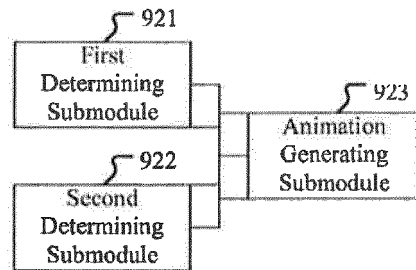 921
First
Determining
Submodule
922
Second
Determining
Submodule
923
Animation
Generating
Submodule